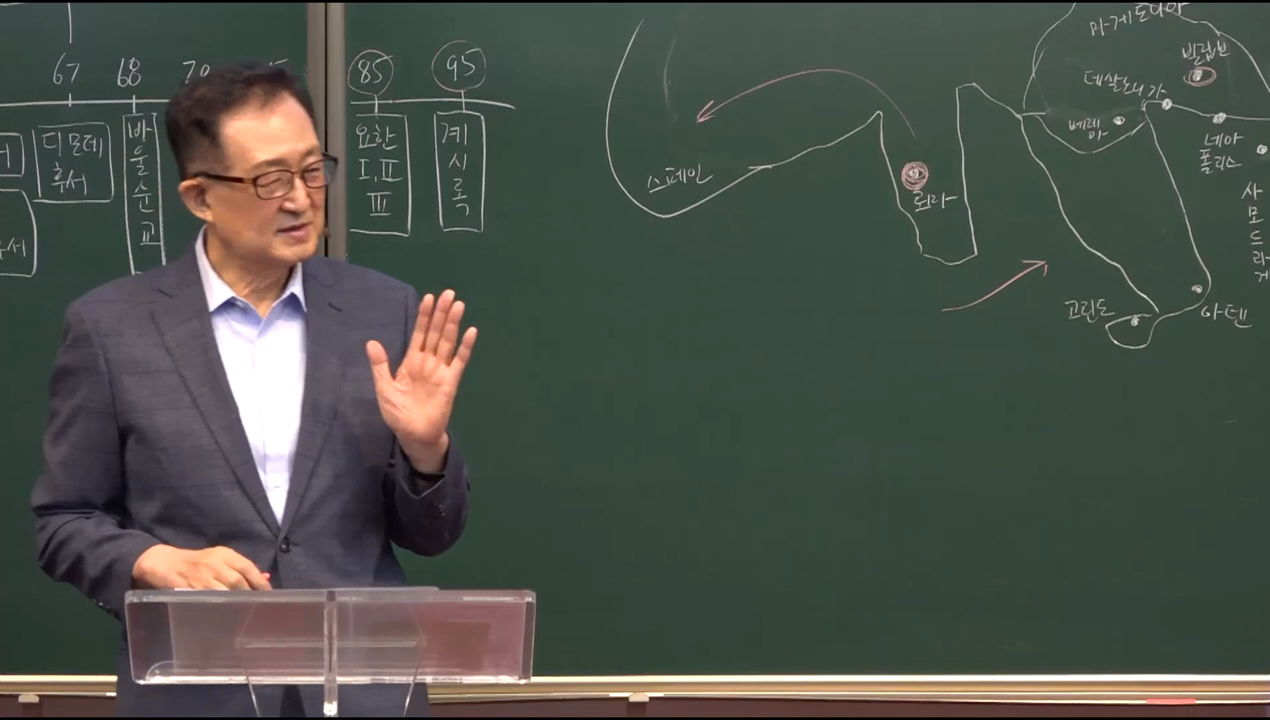 67
68
70
85
95
디모데
후서
바
울
순
교
요한
I, II
III
계
시
록
마게도니아
빌립보
데살로니가
베레
아
네아
폴리스
사
모
드
라
게
스페인
로마
고린도
아덴